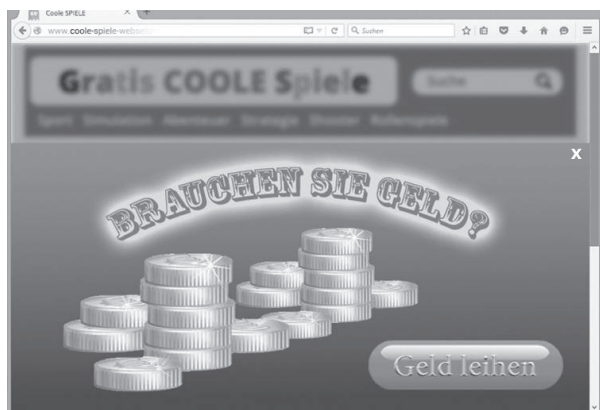 Coole SPIELE
www.coole-spiele-webse
Suchen
Gratis COOLE Spiele
Suche
Sport Simulation Abenteuer Strategie Shooter Rollenspiele
X
BRAUCHEN SIE GELD?
Geld leihen